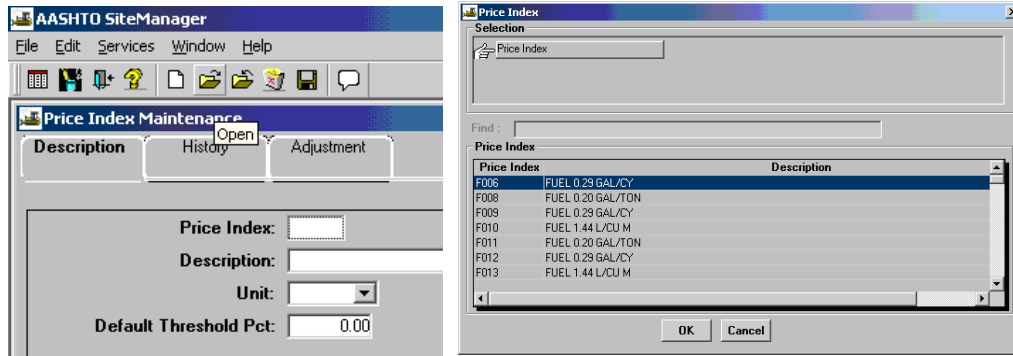 AASHTO SiteManager
File Edit Services Window Help
Price Index Maintenance
Open
Description History Adjustment
Price Index:
Description:
Unit:
Default Threshold Pct: 0.00
Price Index
Selection
Price Index
Find :
Price Index
Price Index Description
F006 FUEL 0.29 GAL/CY
F008 FUEL 0.20 GAL/TON
F009 FUEL 0.29 GAL/CY
F010 FUEL 1.44 L/CU M
F011 FUEL 0.20 GAL/TON
F012 FUEL 0.29 GAL/CY
F013 FUEL 1.44 L/CU M
OK Cancel